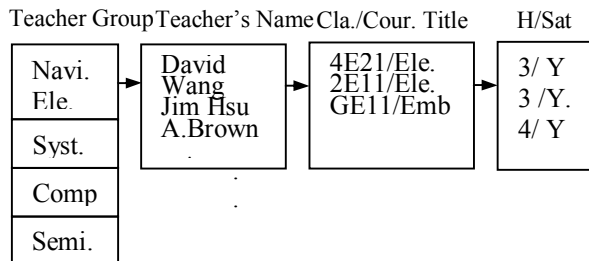 Teacher Group Teacher's Name Cla./Cour. Title H/Sat
Navi.
Ele.
Syst.
Comp
Semi.
David
Wang
Jim Hsu
A.Brown
.
.
.
4E21/Ele.
2E11/Ele.
GE11/Emb
3/ Y
3 /Y.
4/ Y